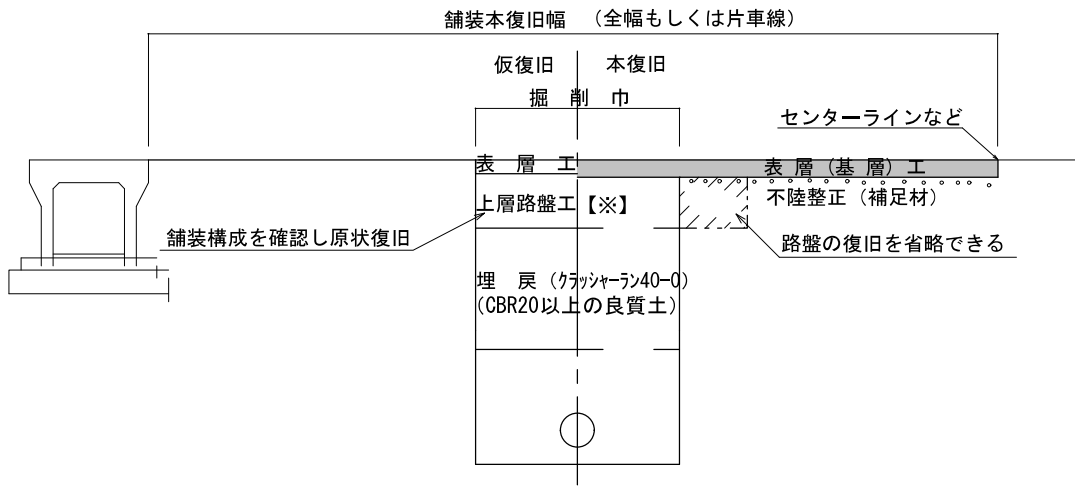 舗装本復旧幅 (全幅もしくは片車線)
仮復旧 本復旧
掘 削 巾
センターラインなど
表 層 工 表 層(基 層)工
上層路盤工【※】 不陸整正(補足材)
舗装構成を確認し原状復旧 路盤の復旧を省略できる
埋 戻(クラッシャーラン40-0)
(CBR20以上の良質土)